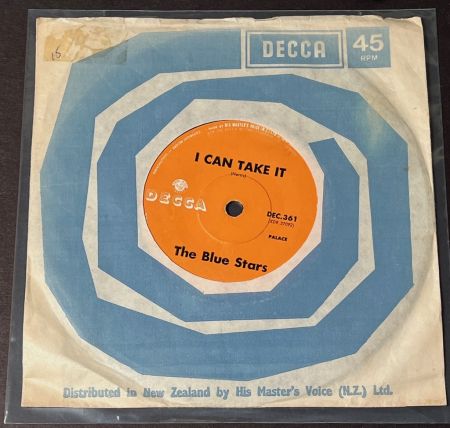 15
DECCA 45
RPM
I CAN TAKE IT
DECCA
DEC.361
PALACE
The Blue Stars
Distributed in New Zealand by His Master's Voice (N.Z.) Ltd.